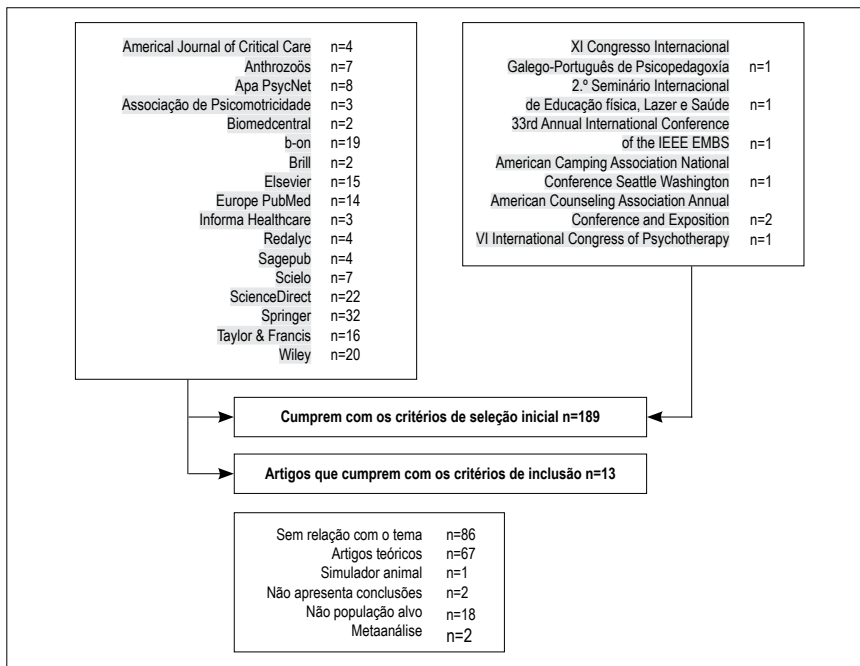 Americal Journal of Critical Care n=4
Anthrozoös n=7
Apa PsycNet n=8
Associação de Psicomotricidade n=3
Biomedcentral n=2
b-on n=19
Brill n=2
Elsevier n=15
Europe PubMed n=14
Informa Healthcare n=3
Redalyc n=4
Sagepub n=4
Scielo n=7
ScienceDirect n=22
Springer n=32
Taylor & Francis n=16
Wiley n=20
XI Congresso Internacional
Galego-Português de Psicopedagoxía n=1
2.º Seminário Internacional
de Educação física, Lazer e Saúde n=1
33rd Annual International Conference
of the IEEE EMBS n=1
American Camping Association National
Conference Seattle Washington n=1
American Counseling Association Annual
Conference and Exposition n=2
VI International Congress of Psychotherapy n=1
Cumprem com os critérios de seleção inicial n=189
Artigos que cumprem com os critérios de inclusão n=13
Sem relação com o tema n=86
Artigos teóricos n=67
Simulador animal n=1
Não apresenta conclusões n=2
Não população alvo n=18
Metaanálise n=2